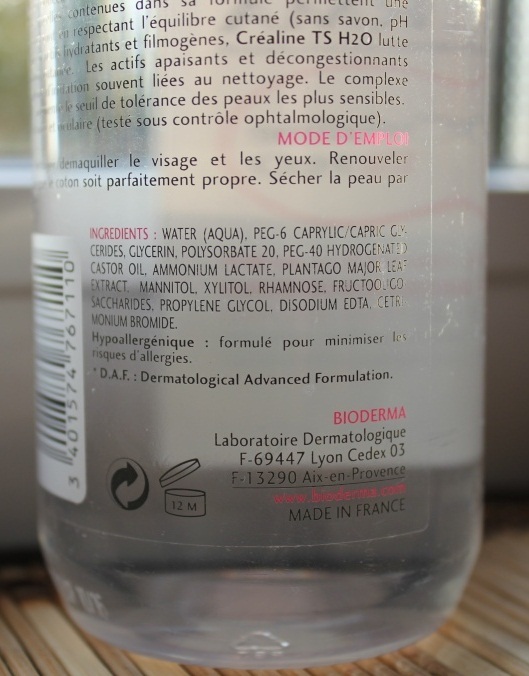 contenues dans sa formule permettent une
en respectant l'équilibre cutané (sans savon, pH
hydratants et filmogènes, Créaline TS H2O lutte
Les actifs apaisants et décongestionnants
souvent liées au nettoyage. Le complexe
le seuil de tolérance des peaux les plus sensibles.
(testé sous contrôle ophtalmologique).
MODE D'EMPLOI
demaquiller le visage et les yeux. Renouveler
coton soit parfaitement propre. Sécher la peau par
INGREDIENTS : WATER (AQUA), PEG-6 CAPRYLIC/CAPRIC GLY-
CERIDES, GLYCERIN, POLYSORBATE 20, PEG-40 HYDROGENATED
CASTOR OIL, AMMONIUM LACTATE, PLANTAGO MAJOR LEAF
EXTRACT, MANNITOL, XYLITOL, RHAMNOSE, FRUCTOOLIGO
SACCHARIDES, PROPYLENE GLYCOL, DISODIUM EDTA, CETRI
MONIUM BROMIDE.
Hypoallergénique : formulé pour minimiser les
risques d'allergies.
* D.A.F. : Dermatological Advanced Formulation.
BIODERMA
Laboratoire Dermatologique
F-69447 Lyon Cedex 03
F-13290 Aix-en-Provence
www.bioderma.com
MADE IN FRANCE
12 M
3 401574 767110